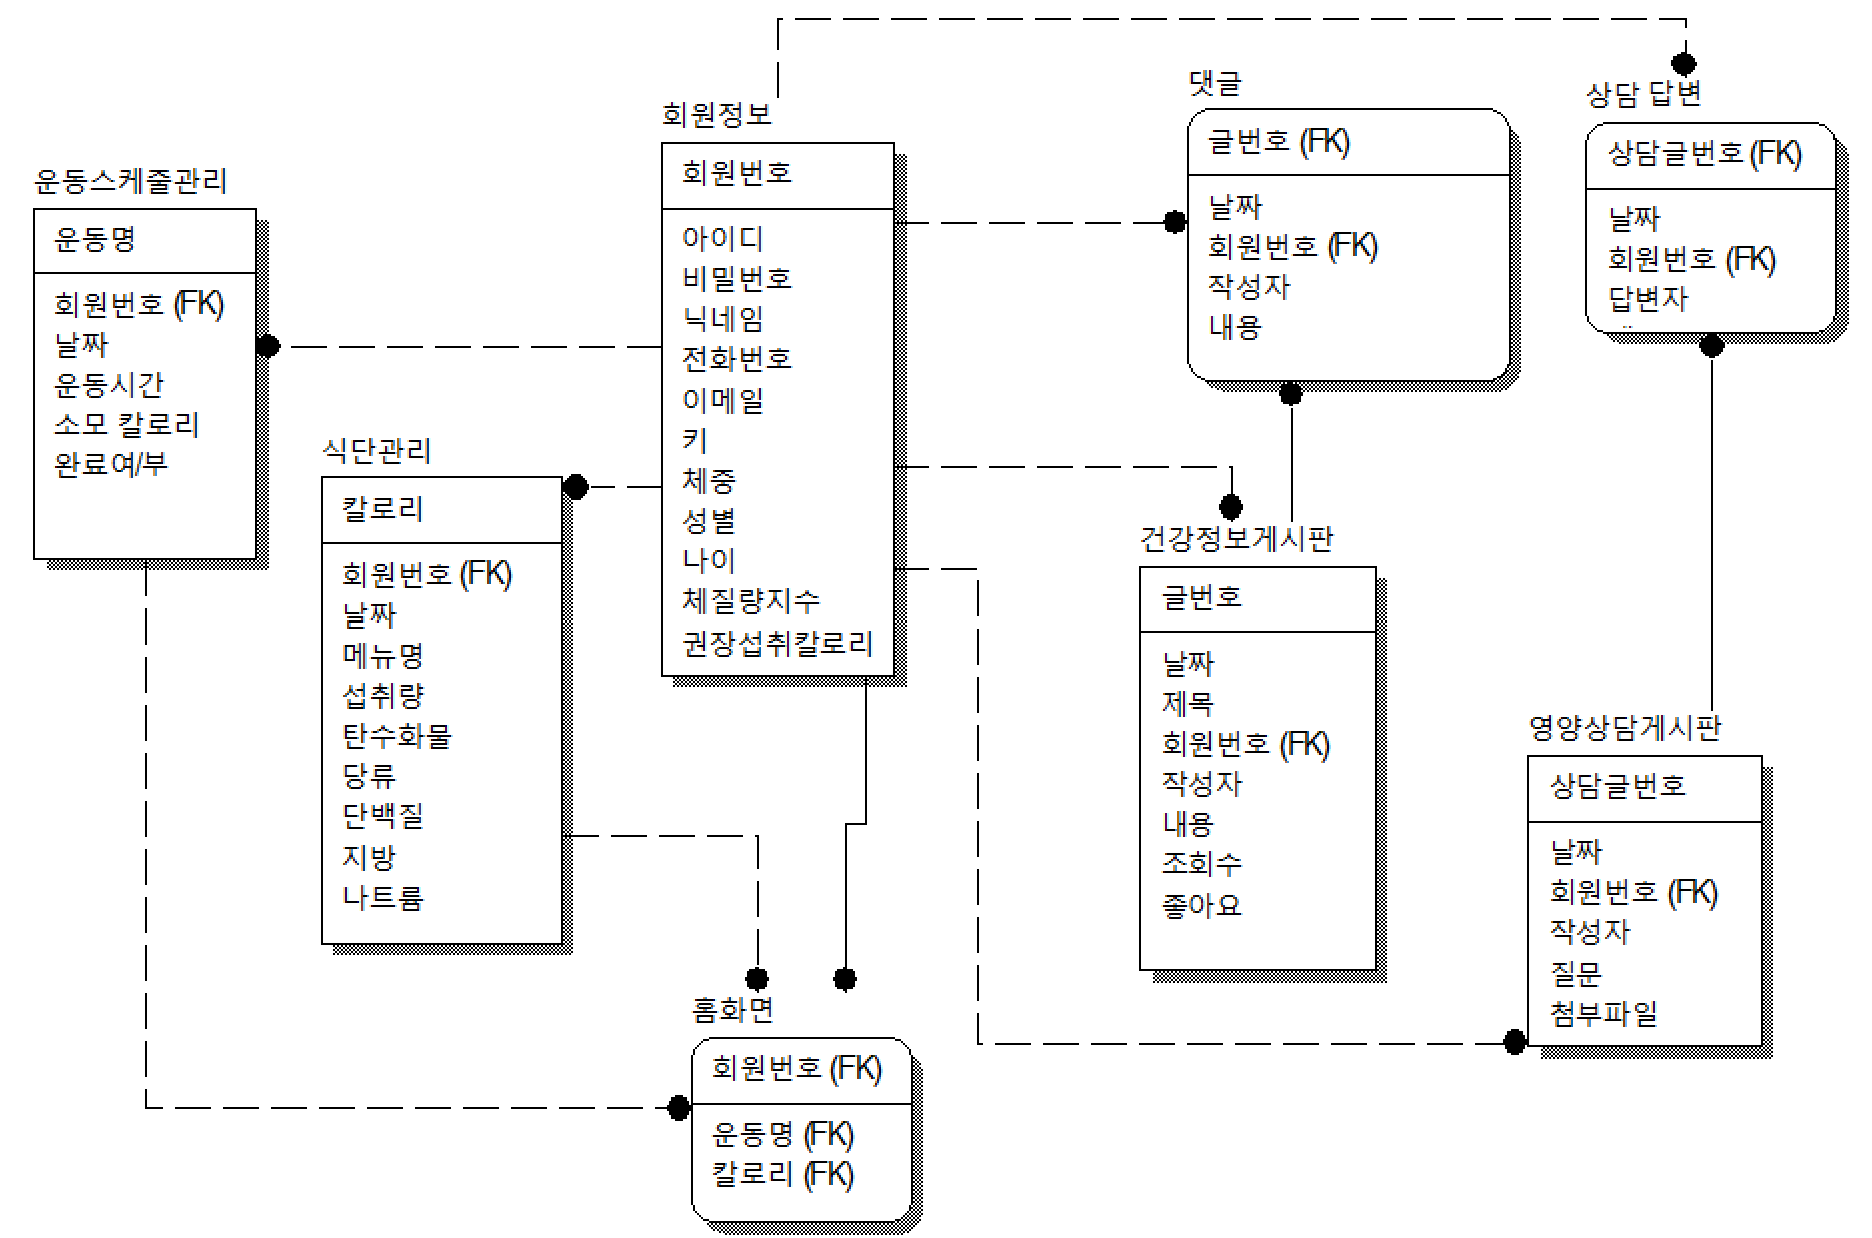 회원정보
회원번호
아이디
비밀번호
닉네임
전화번호
이메일
키
체중
성별
나이
체질량지수
권장섭취칼로리
운동스케줄관리
운동명
회원번호 (FK)
날짜
운동시간
소모 칼로리
완료여/부
식단관리
칼로리
회원번호 (FK)
날짜
메뉴명
섭취량
탄수화물
당류
단백질
지방
나트륨
홈화면
회원번호 (FK)
운동명 (FK)
칼로리 (FK)
댓글
글번호 (FK)
날짜
회원번호 (FK)
작성자
내용
건강정보게시판
글번호
날짜
제목
회원번호 (FK)
작성자
내용
조회수
좋아요
상담 답변
상담글번호 (FK)
날짜
회원번호 (FK)
답변자
영양상담게시판
상담글번호
날짜
회원번호 (FK)
작성자
질문
첨부파일